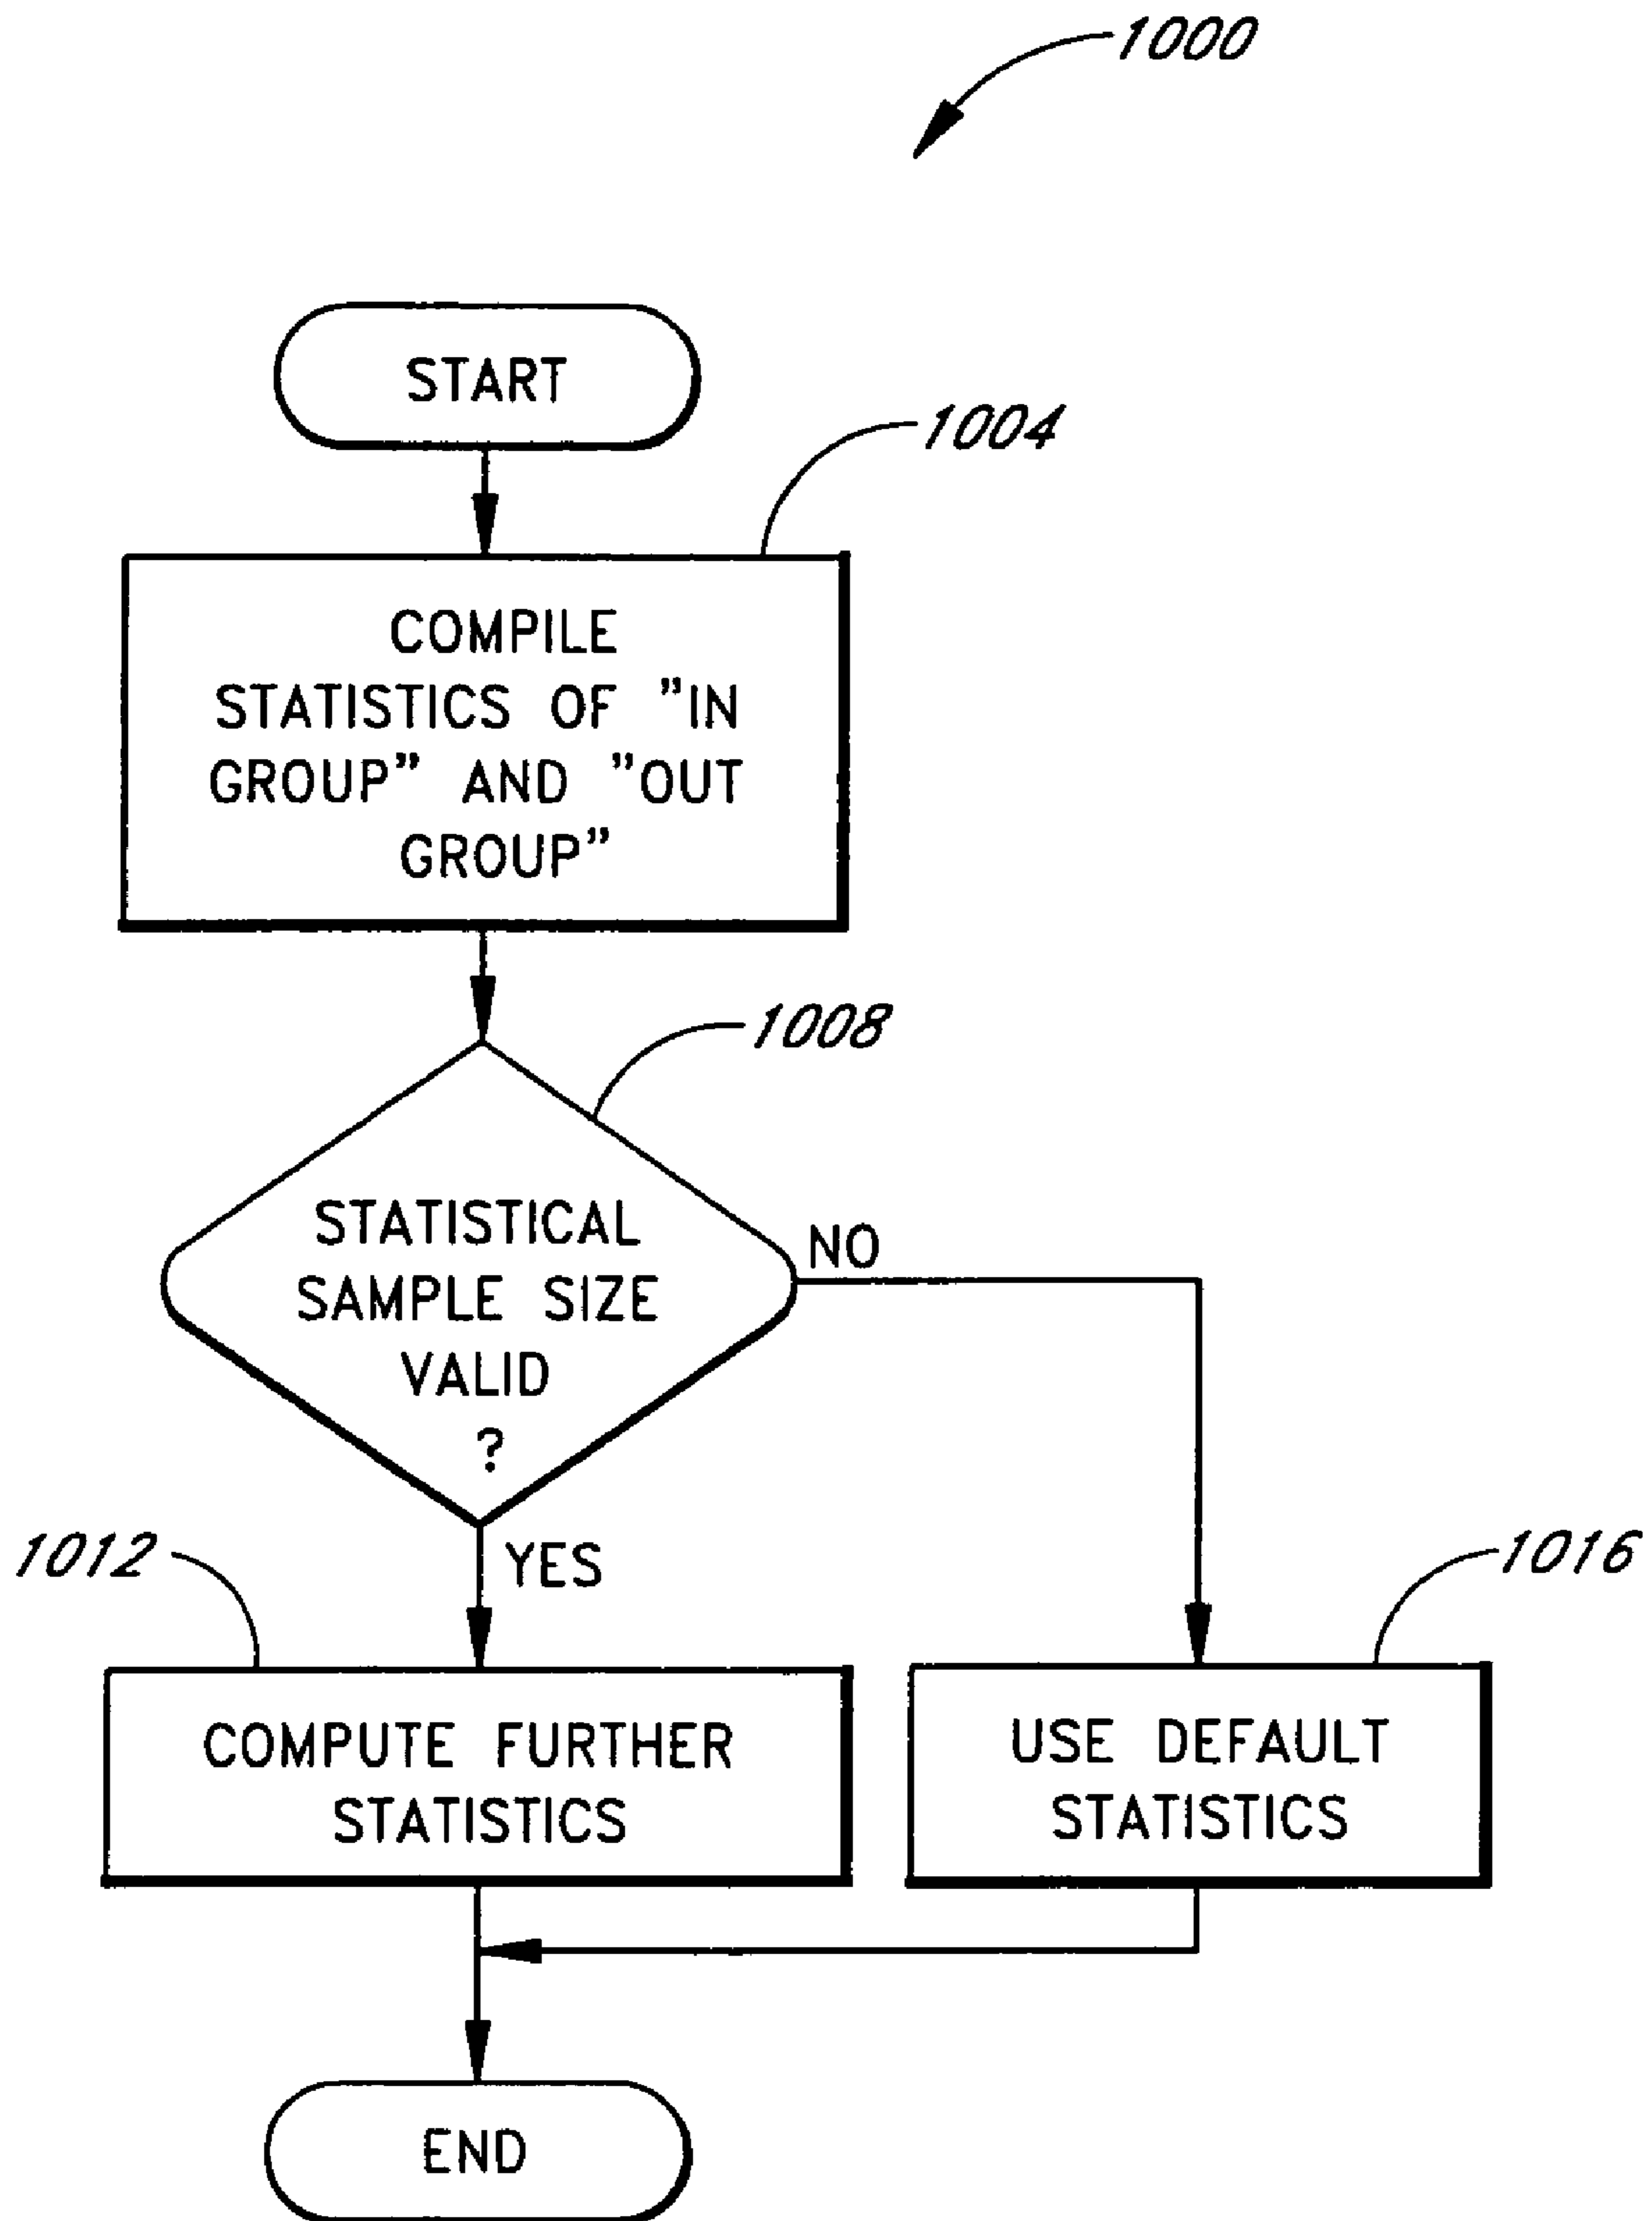 1000
START
1004
COMPILE
STATISTICS OF "IN
GROUP" AND "OUT
GROUP"
1008
STATISTICAL
SAMPLE SIZE
VALID
?
NO
YES
1012
1016
COMPUTE FURTHER
STATISTICS
USE DEFAULT
STATISTICS
END